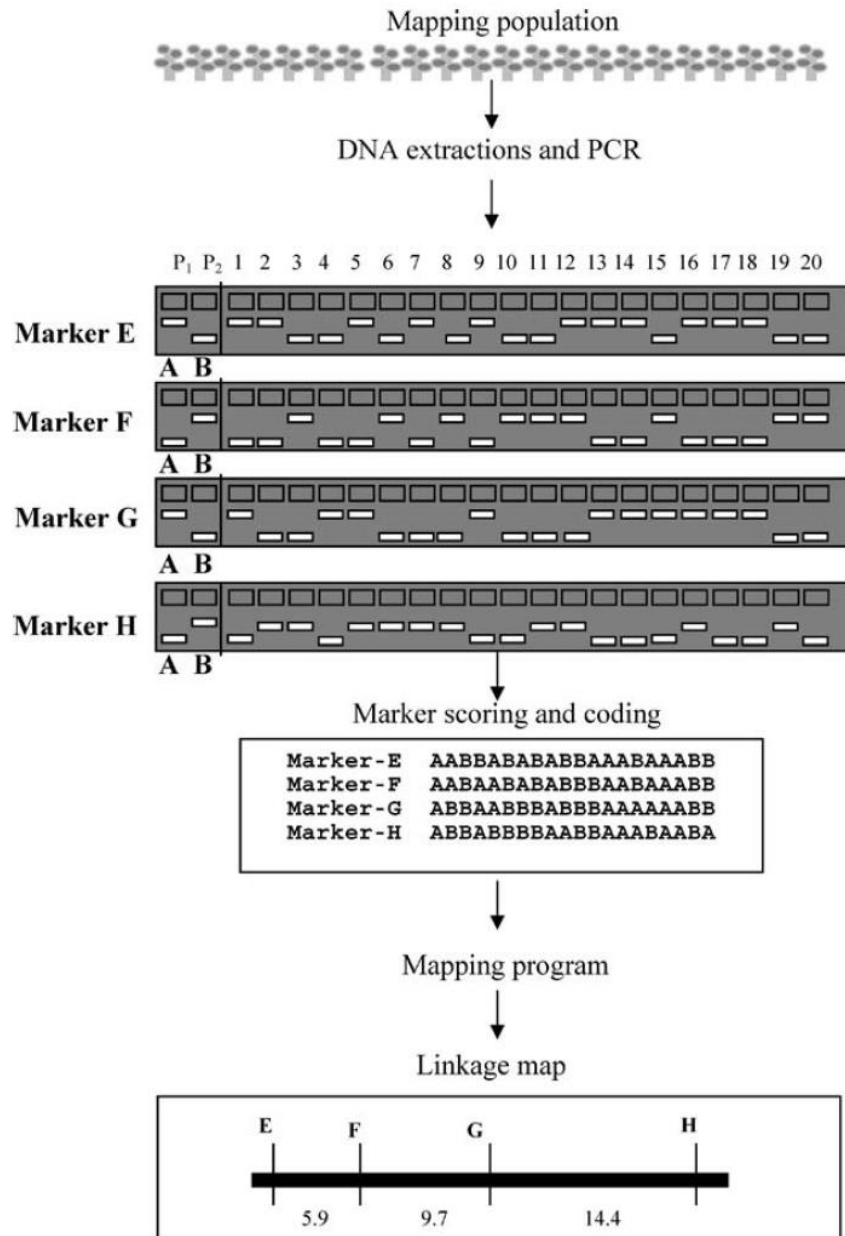 Mapping population
DNA extractions and PCR
P1 P2 1 2 3 4 5 6 7 8 9 10 11 12 13 14 15 16 17 18 19 20
Marker E
A B
Marker F
A B
Marker G
A B
Marker H
A B
Marker scoring and coding
Marker-E AABBABABABBAAABAAABB
Marker-F AABAABABABBBAABAAABB
Marker-G ABBAABBBABBBAAAAAABB
Marker-H ABBABBBBAABBAAABAABA
Mapping program
Linkage map
E F G H
5.9 9.7 14.4